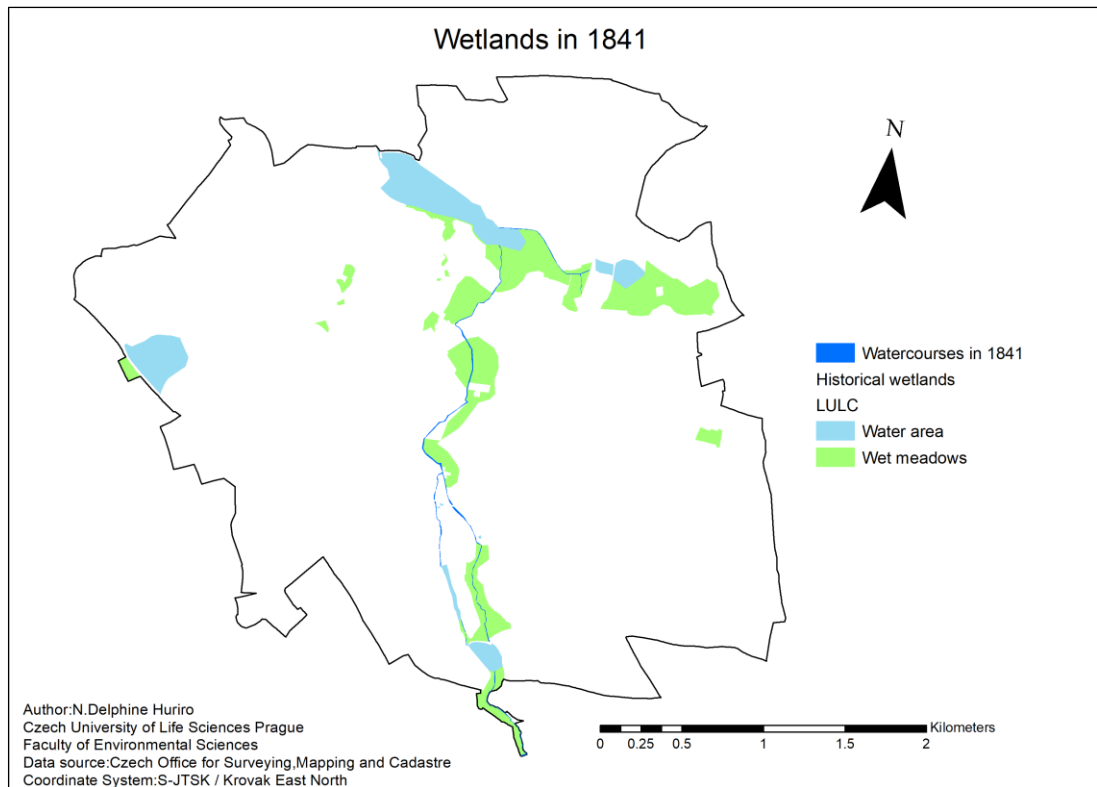 Wetlands in 1841
N
Watercourses in 1841
Historical wetlands
LULC
Water area
Wet meadows
Author:N.Delphine Huriro
Czech University of Life Sciences Prague
Faculty of Environmental Sciences
Data source:Czech Office for Surveying,Mapping and Cadastre
Coordinate System:S-JTSK / Krovak East North
Kilometers
0 0.25 0.5 1 1.5 2